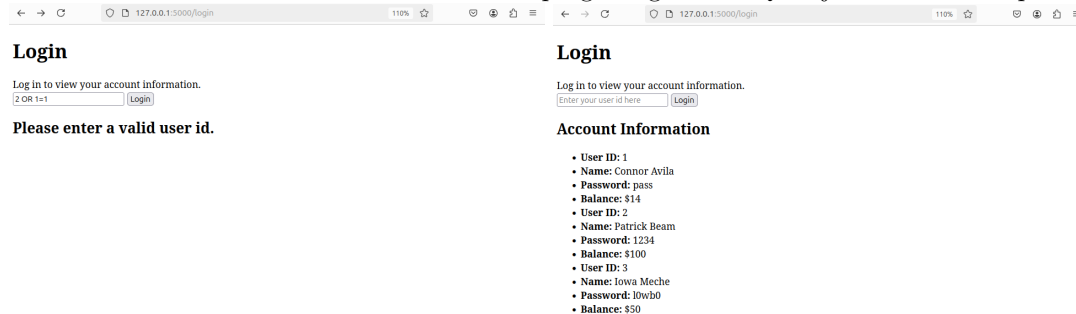 127.0.0.1:5000/login
110%
Login
Log in to view your account information.
2 OR 1=1
Login
Please enter a valid user id.
127.0.0.1:5000/login
110%
Login
Log in to view your account information.
Enter your user id here
Login
Account Information
• User ID: 1
• Name: Connor Avila
• Password: pass
• Balance: $14
• User ID: 2
• Name: Patrick Beam
• Password: 1234
• Balance: $100
• User ID: 3
• Name: Iowa Meche
• Password: l0wb0
• Balance: $50